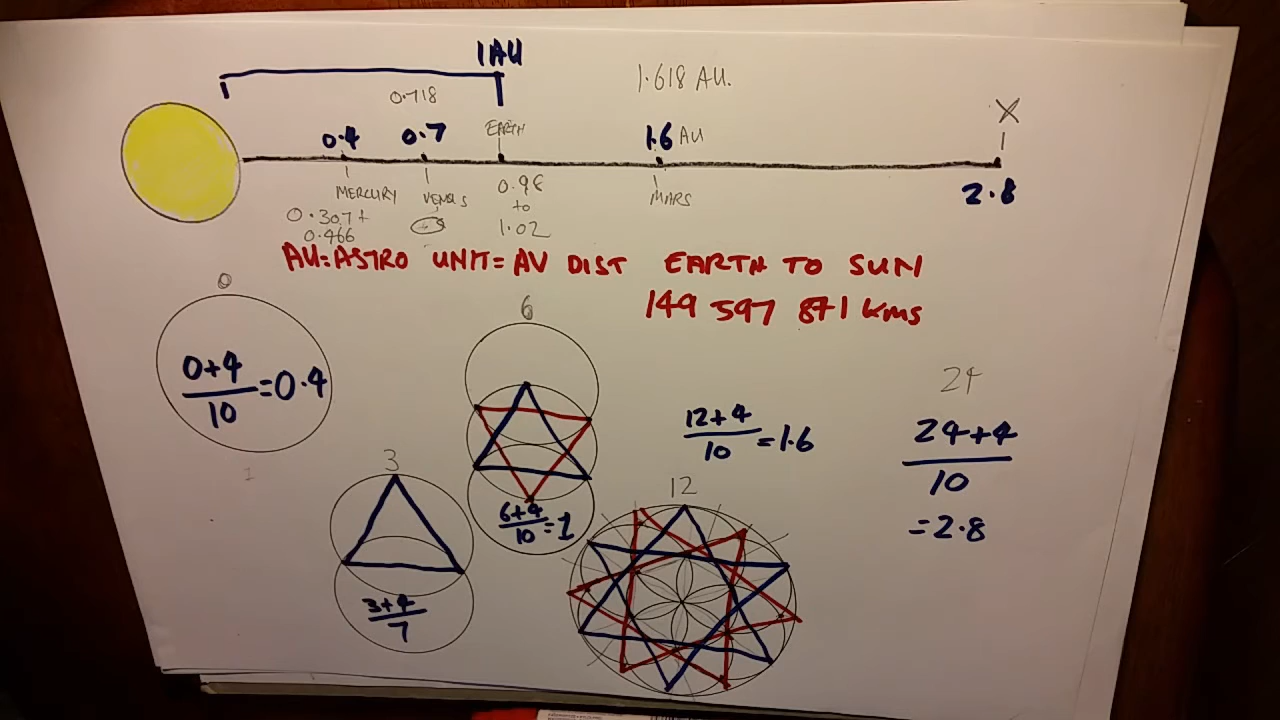 1AU
0.718
1.618 AU.
X
0.4
0.7
EARTH
1.6 AU
MERCURY
VENUS
0.98
to
1.02
MARS
2.8
0.307+
0.466
AU=ASTRO UNIT= AV DIST EARTH TO SUN
149 597 871 Kms
0
0+4
10
=0.4
1
3
3+4
7
6
6+4
10
=1
12+4
10
=1.6
12
24
24+4
10
=2.8